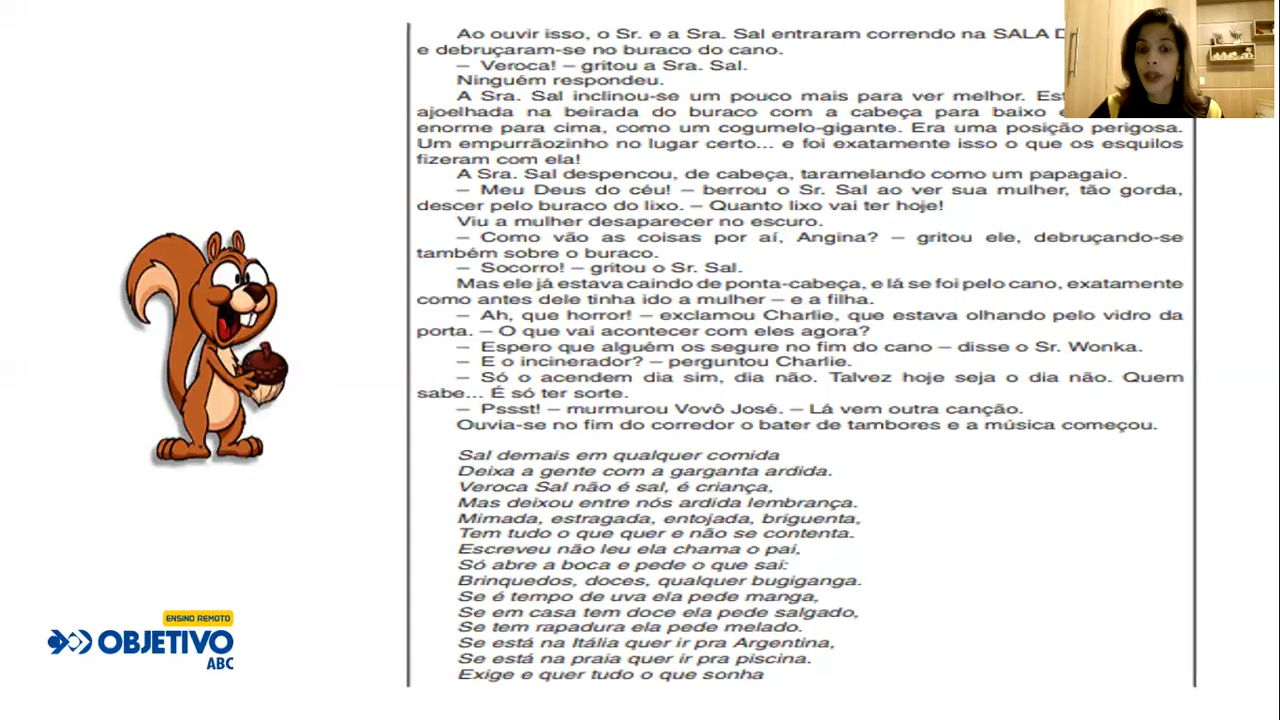 Ao ouvir isso, o Sr. e a Sra. Sal entraram correndo na SALA
e debruçaram-se no buraco do cano.
– Veroca! – gritou a Sra. Sal.
Ninguém respondeu.
A Sra. Sal inclinou-se um pouco mais para ver melhor.
ajoelhada na beirada do buraco com a cabeça para baixo
enorme para cima, como um cogumelo-gigante. Era uma posição perigosa.
Um empurrãozinho no lugar certo... e foi exatamente isso o que os esquilos
fizeram com ela!
A Sra. Sal despencou, de cabeça, taramelando como um papagaio.
– Meu Deus do céu! – berrou o Sr. Sal ao ver sua mulher, tão gorda,
descer pelo buraco do lixo. – Quanto lixo vai ter hoje!
Viu a mulher desaparecer no escuro.
– Como vão as coisas por aí, Angina? – gritou ele, debruçando-se
também sobre o buraco.
– Socorro! – gritou o Sr. Sal.
Mas ele já estava caindo de ponta-cabeça, e lá se foi pelo cano, exatamente
como antes dele tinha ido a mulher – e a filha.
– Ah, que horror! – exclamou Charlie, que estava olhando pelo vidro da
porta. – O que vai acontecer com eles agora?
– Espero que alguém os segure no fim do cano – disse o Sr. Wonka.
– E o incinerador? – perguntou Charlie.
– Só o acendem dia sim, dia não. Talvez hoje seja o dia não. Quem
sabe... É só ter sorte.
– Pssst! – murmurou Vovô José. – Lá vem outra canção.
Ouvia-se no fim do corredor o bater de tambores e a música começou.
Sal demais em qualquer comida
Deixa a gente com a garganta ardida.
Veroca Sal não é sal, é criança,
Mas deixou entre nós ardida lembrança.
Mimada, estragada, entojada, briguenta,
Tem tudo o que quer e não se contenta.
Escreveu não leu ela chama o pai,
Só abre a boca e pede o que sai:
Brinquedos, doces, qualquer bugiganga.
Se é tempo de uva ela pede manga,
Se em casa tem doce ela pede salgado,
Se tem rapadura ela pede melado.
Se está na Itália quer ir pra Argentina,
Se está na praia quer ir pra piscina.
Exige e quer tudo o que sonha
ENSINO REMOTO
OBJETIVO
ABC